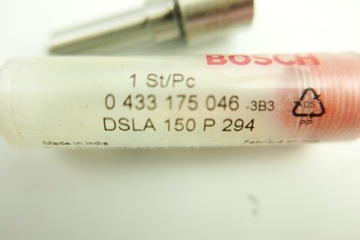 BOSCH
1 St/Pc
0 433 175 046 -3B3
DSLA 150 P 294
05
PP
Made in India